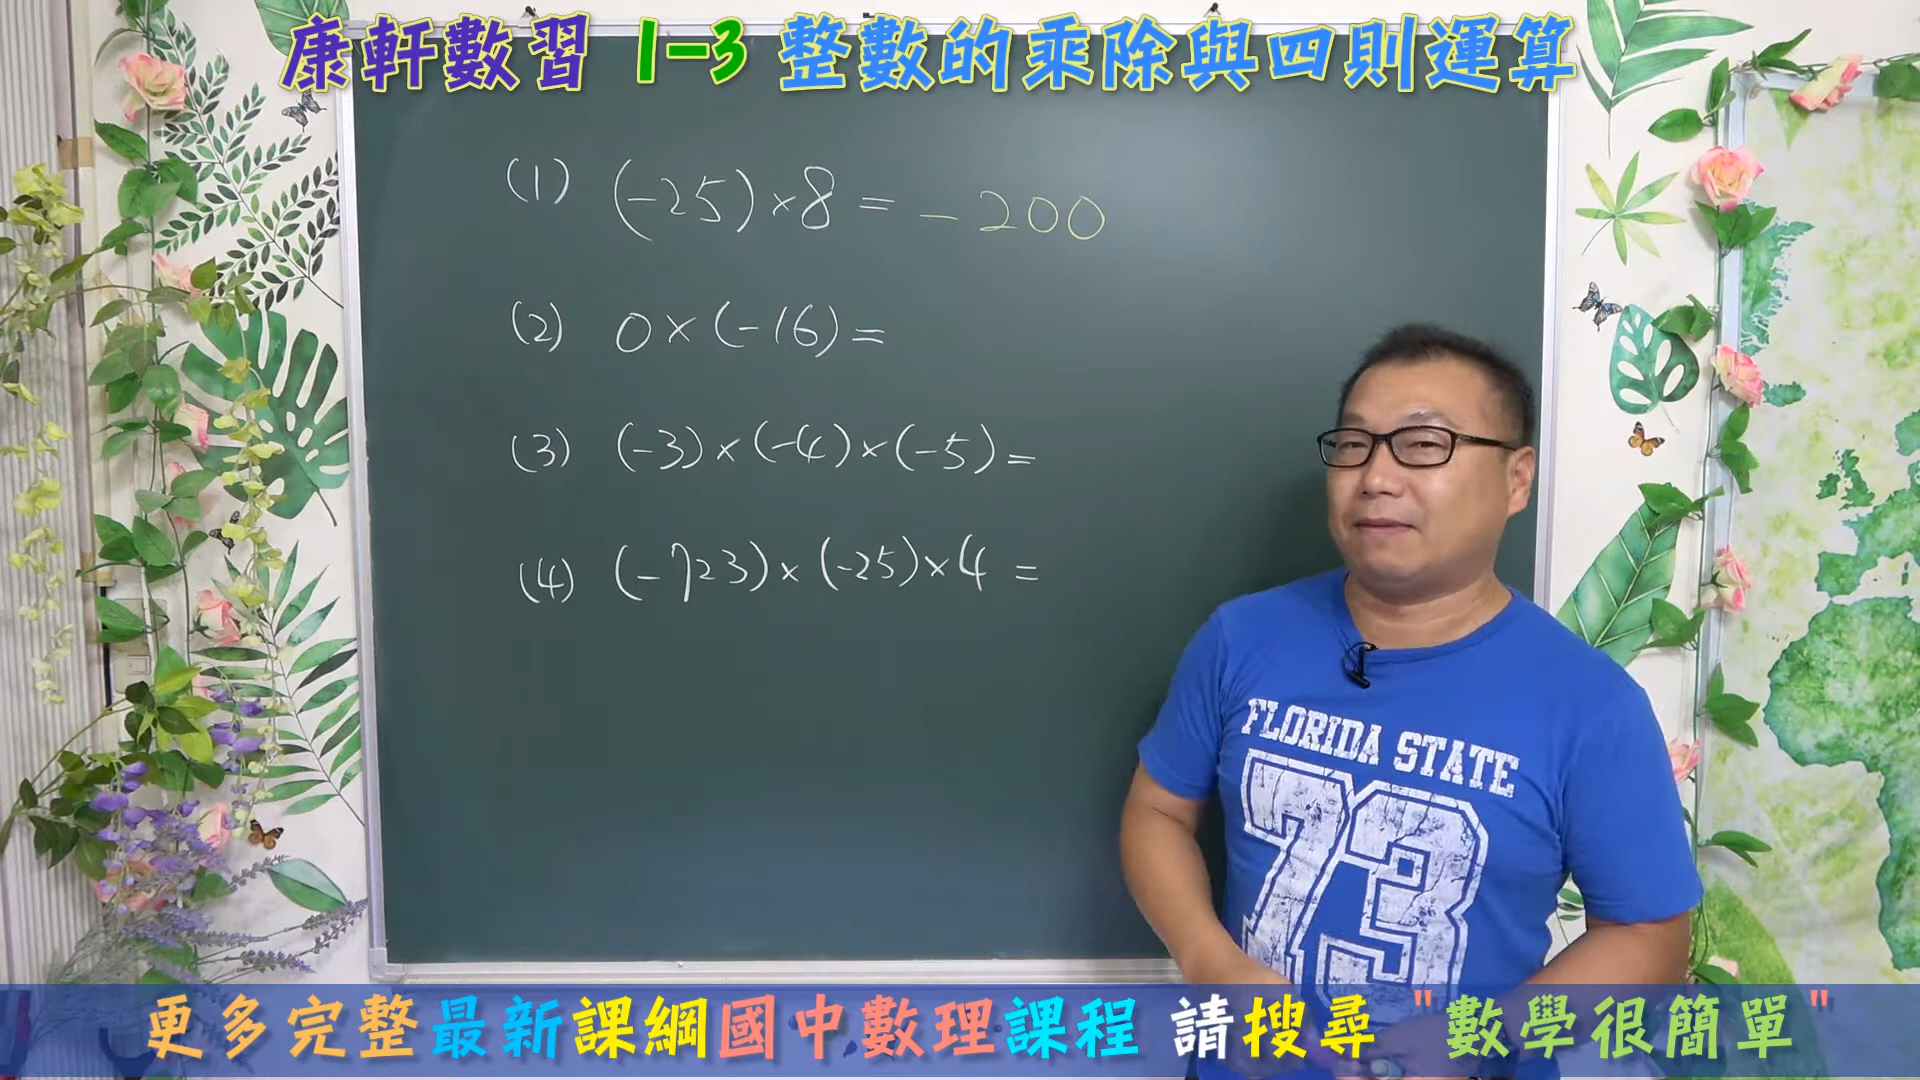 康軒數習 1-3 整數的乘除與四則運算
(1) (-25)×8= -200
(2) 0×(-16)=
(3) (-3)×(-4)×(-5)=
(4) (-723)×(-25)×4=
FLORIDA STATE
73
更多完整最新課綱國中數理課程 請搜尋 "數學很簡單"